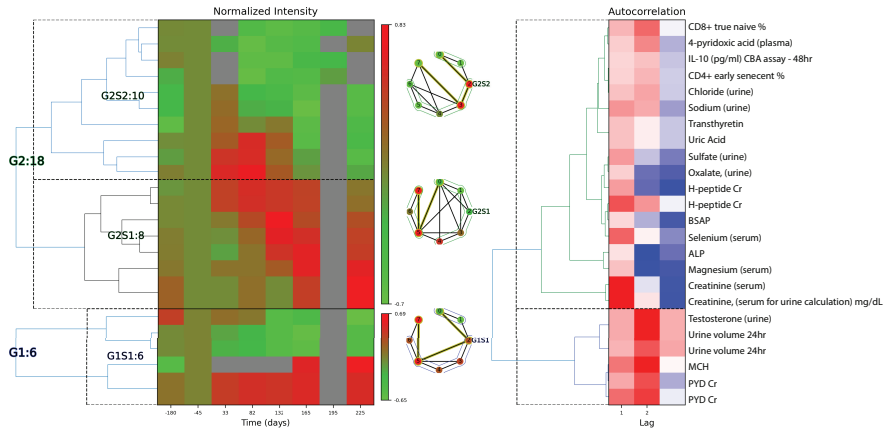 Normalized Intensity
G2:18
G2S2:10
G2S1:8
G1:6
G1S1:6
-180 -45 33 82 131 165 195 225
Time (days)
0.83
-0.7
0.69
-0.65
G2S2
G2S1
G1S1
Autocorrelation
CD8+ true naive %
4-pyridoxic acid (plasma)
IL-10 (pg/ml) CBA assay - 48hr
CD4+ early senecent %
Chloride (urine)
Sodium (urine)
Transthyretin
Uric Acid
Sulfate (urine)
Oxalate, (urine)
H-peptide Cr
H-peptide Cr
BSAP
Selenium (serum)
ALP
Magnesium (serum)
Creatinine (serum)
Creatinine, (serum for urine calculation) mg/dL
Testosterone (urine)
Urine volume 24hr
Urine volume 24hr
MCH
PYD Cr
PYD Cr
1 2
Lag